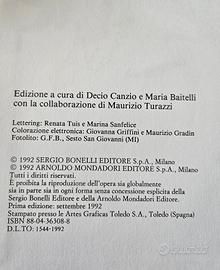 Edizione a cura di Decio Canzio e Maria Baitelli
con la collaborazione di Maurizio Turazzi
Lettering: Renata Tuis e Marina Sanfelice
Colorazione elettronica: Giovanna Griffini e Maurizio Gradin
Fotolito: G.F.B., Sesto San Giovanni (MI)
© 1992 SERGIO BONELLI EDITORE S.p.A., Milano
© 1992 ARNOLDO MONDADORI EDITORE S.p.A., Milano
Tutti i diritti riservati.
È proibita la riproduzione dell'opera sia globalmente
sia in parte sia in ogni forma senza concessione esplicita della
Sergio Bonelli Editore e della Arnoldo Mondadori Editore.
Prima edizione: settembre 1992
Stampato presso le Artes Graficas Toledo S.A., Toledo (Spagna)
ISBN 88-04-36308-8
D.L.TO:1544-1992
subito.it